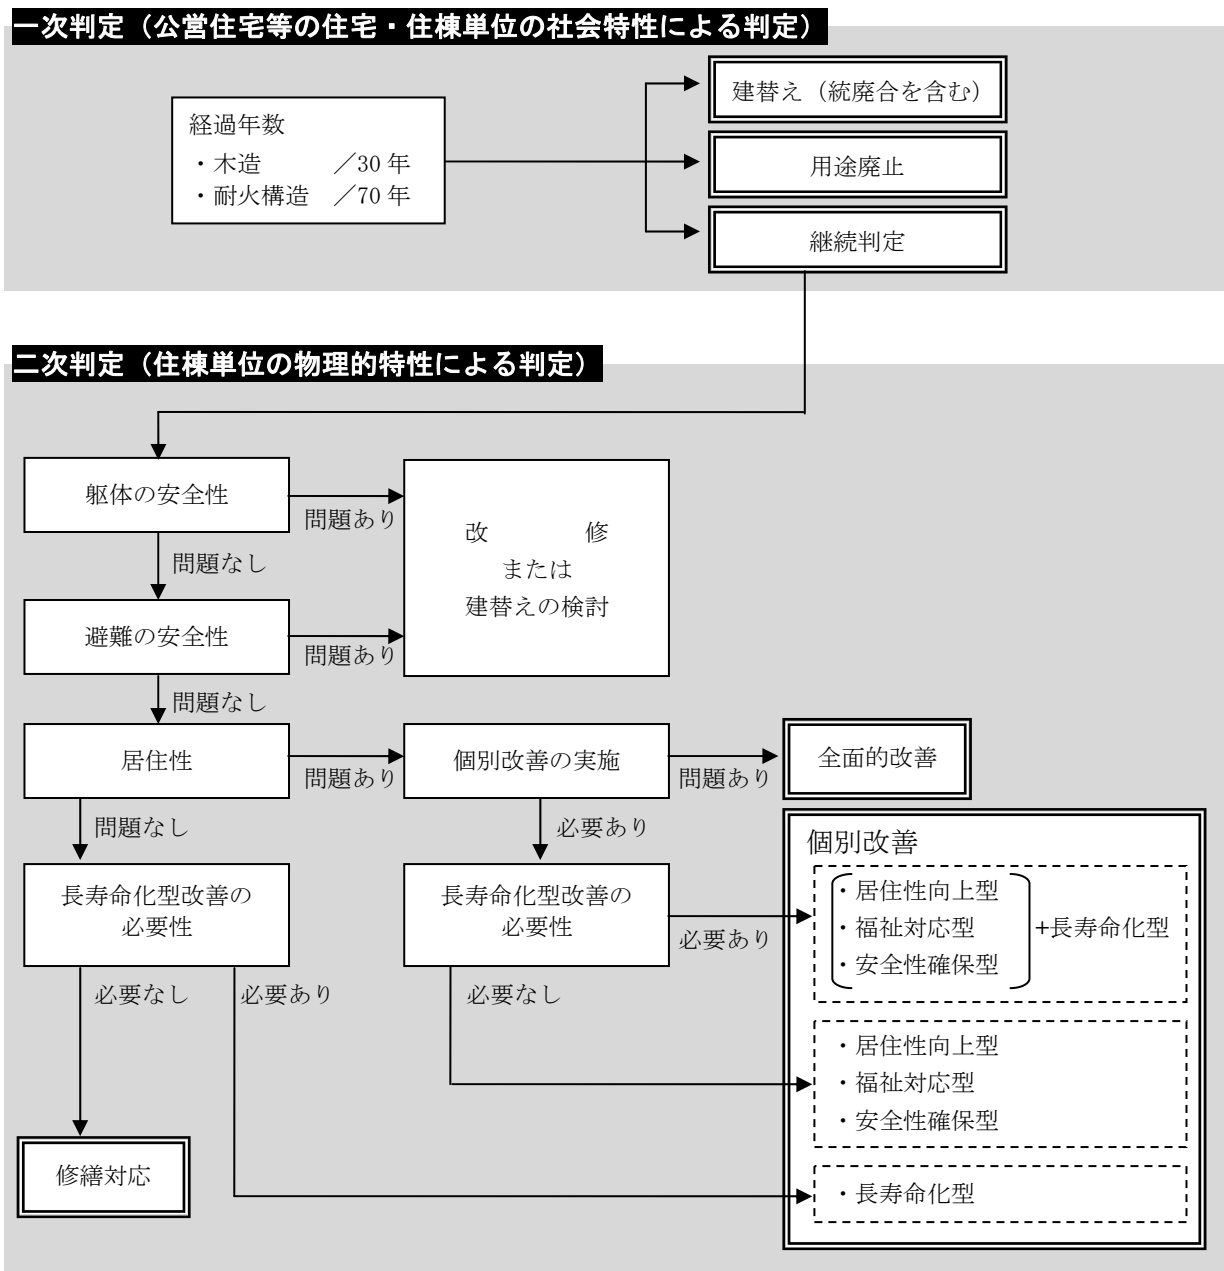 一次判定（公営住宅等の住宅・住棟単位の社会特性による判定）
経過年数
・木造　　　／30 年
・耐火構造　／70 年
建替え（統廃合を含む）
用途廃止
継続判定
二次判定（住棟単位の物理的特性による判定）
躯体の安全性
問題あり
問題なし
改　　　　修
または
建替えの検討
避難の安全性
問題あり
問題なし
居住性
問題あり
個別改善の実施
問題あり
全面的改善
問題なし
必要あり
長寿命化型改善の
必要性
長寿命化型改善の
必要性
必要あり
必要なし
必要あり
必要なし
個別改善
・居住性向上型
・福祉対応型
・安全性確保型
+長寿命化型
・居住性向上型
・福祉対応型
・安全性確保型
・長寿命化型
修繕対応